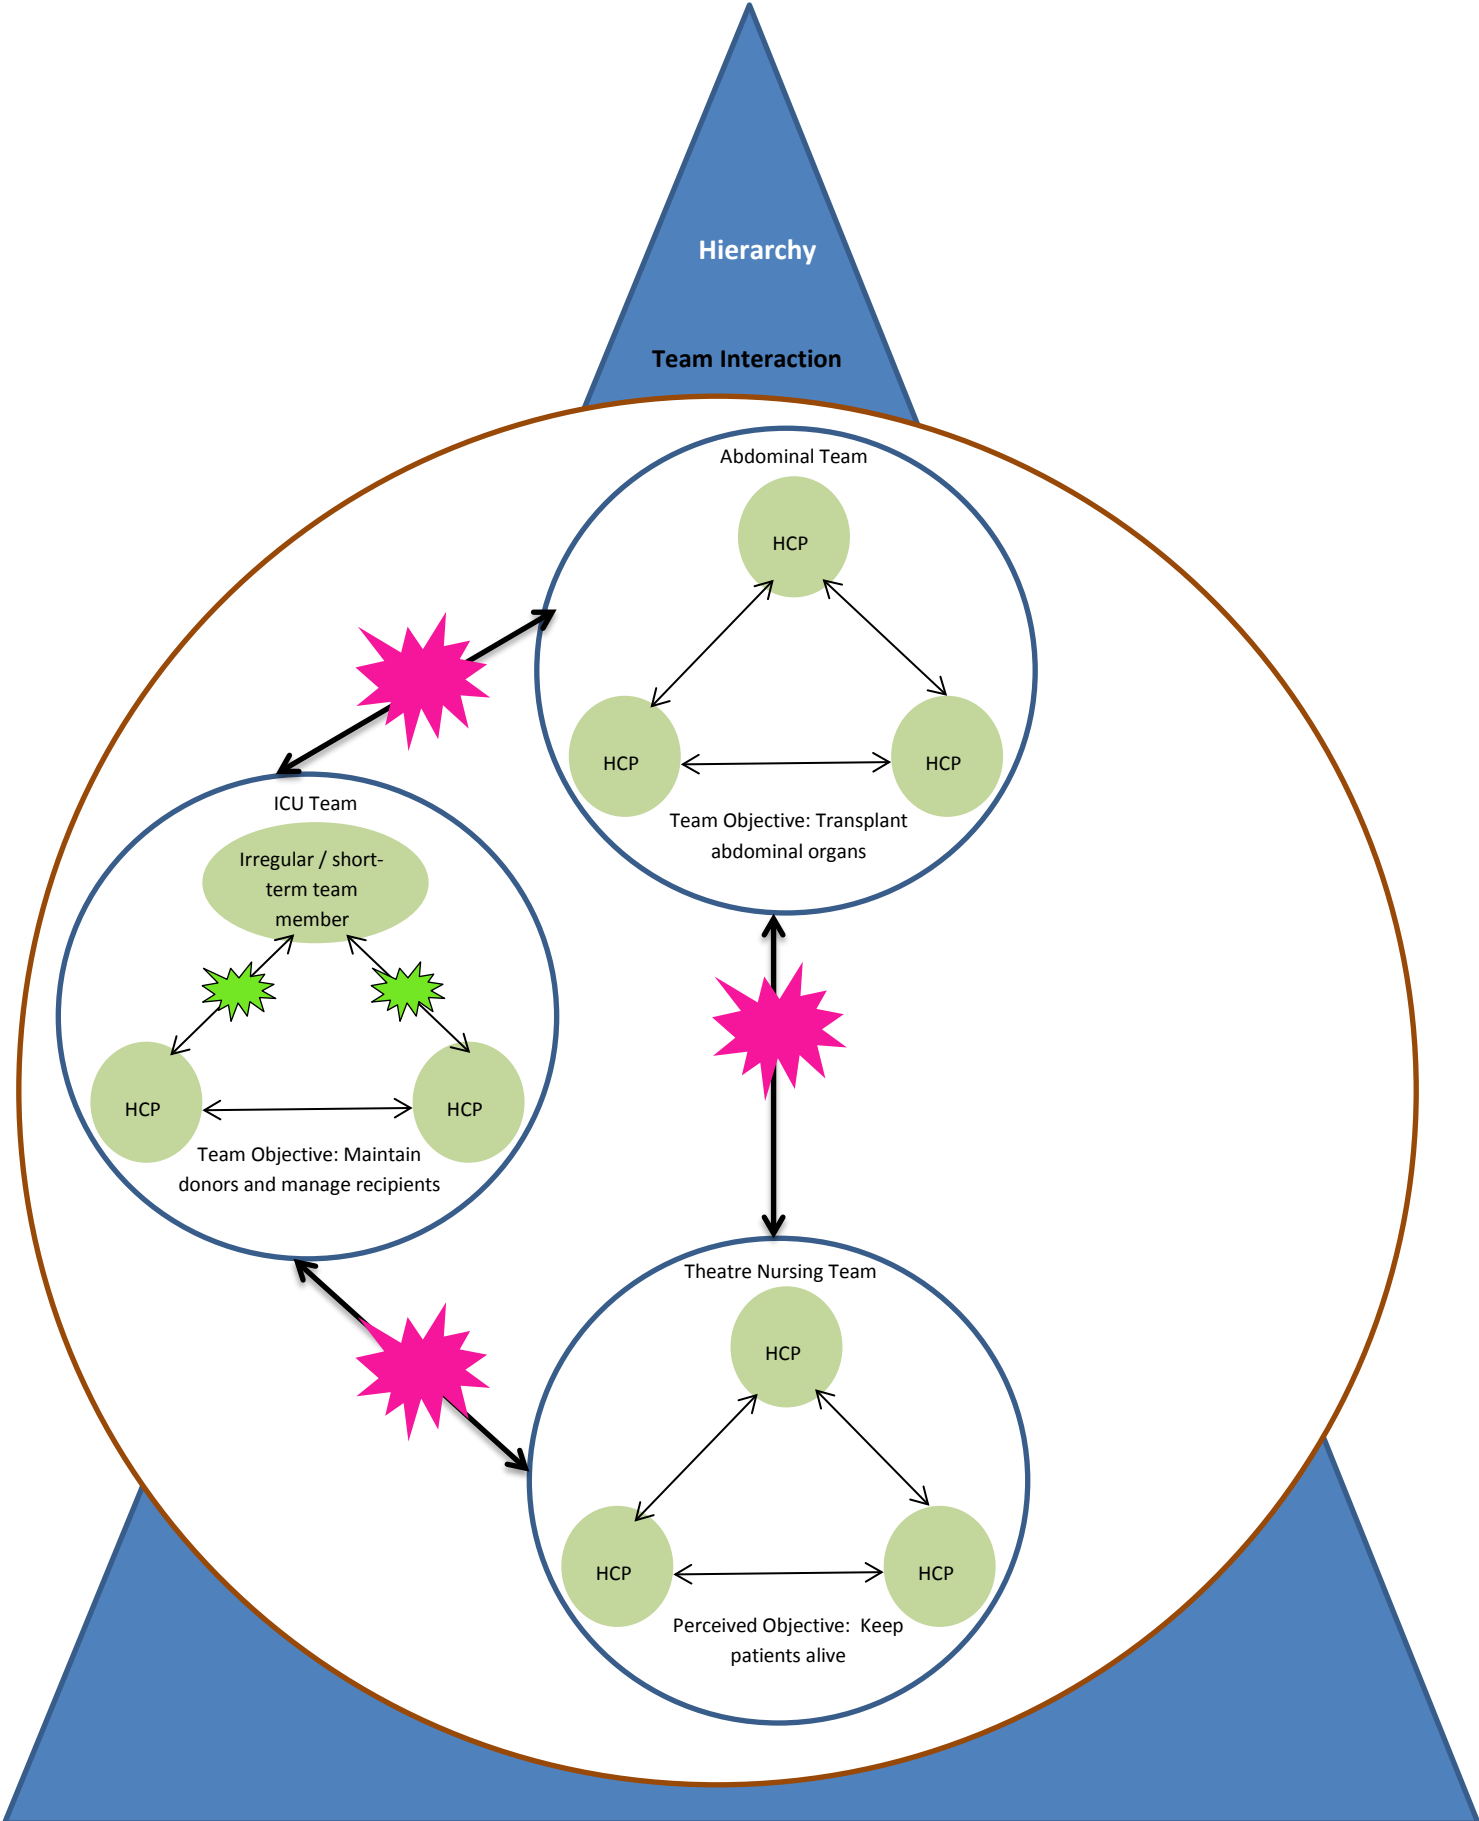 Hierarchy
Team Interaction
Abdominal Team
HCP
HCP
HCP
Team Objective: Transplant
abdominal organs
ICU Team
Irregular / short-
term team
member
HCP
HCP
Team Objective: Maintain
donors and manage recipients
Theatre Nursing Team
HCP
HCP
HCP
Perceived Objective:  Keep
patients alive